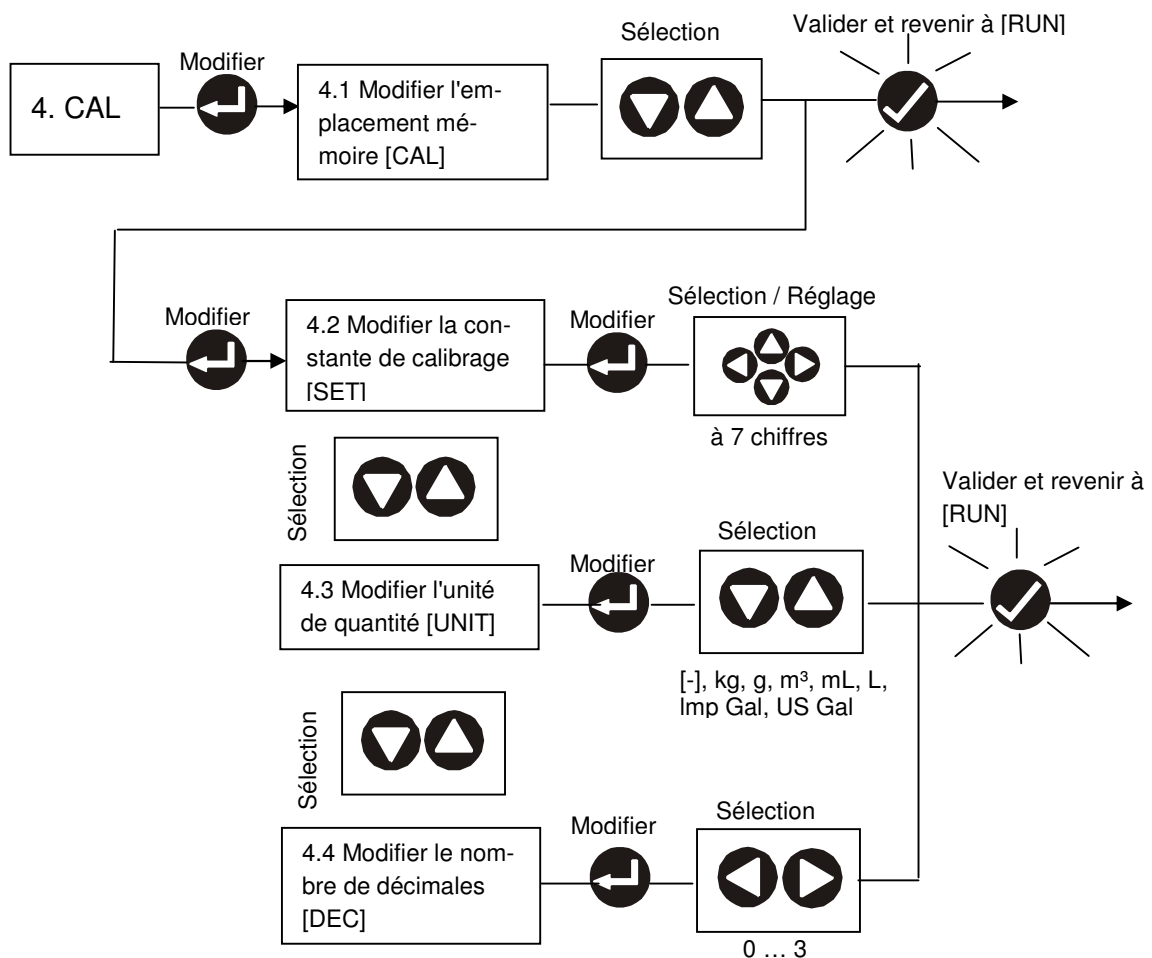 Sélection
Valider et revenir à [RUN]
Modifier
4. CAL
4.1 Modifier l'em-
placement mé-
moire [CAL]
Sélection / Réglage
Modifier
4.2 Modifier la con-
stante de calibrage
[SET]
Modifier
à 7 chiffres
Sélection
Valider et revenir à
[RUN]
Sélection
Modifier
4.3 Modifier l'unité
de quantité [UNIT]
[-], kg, g, m³, mL, L,
Imp Gal, US Gal
Sélection
Sélection
Modifier
4.4 Modifier le nom-
bre de décimales
[DEC]
0 … 3